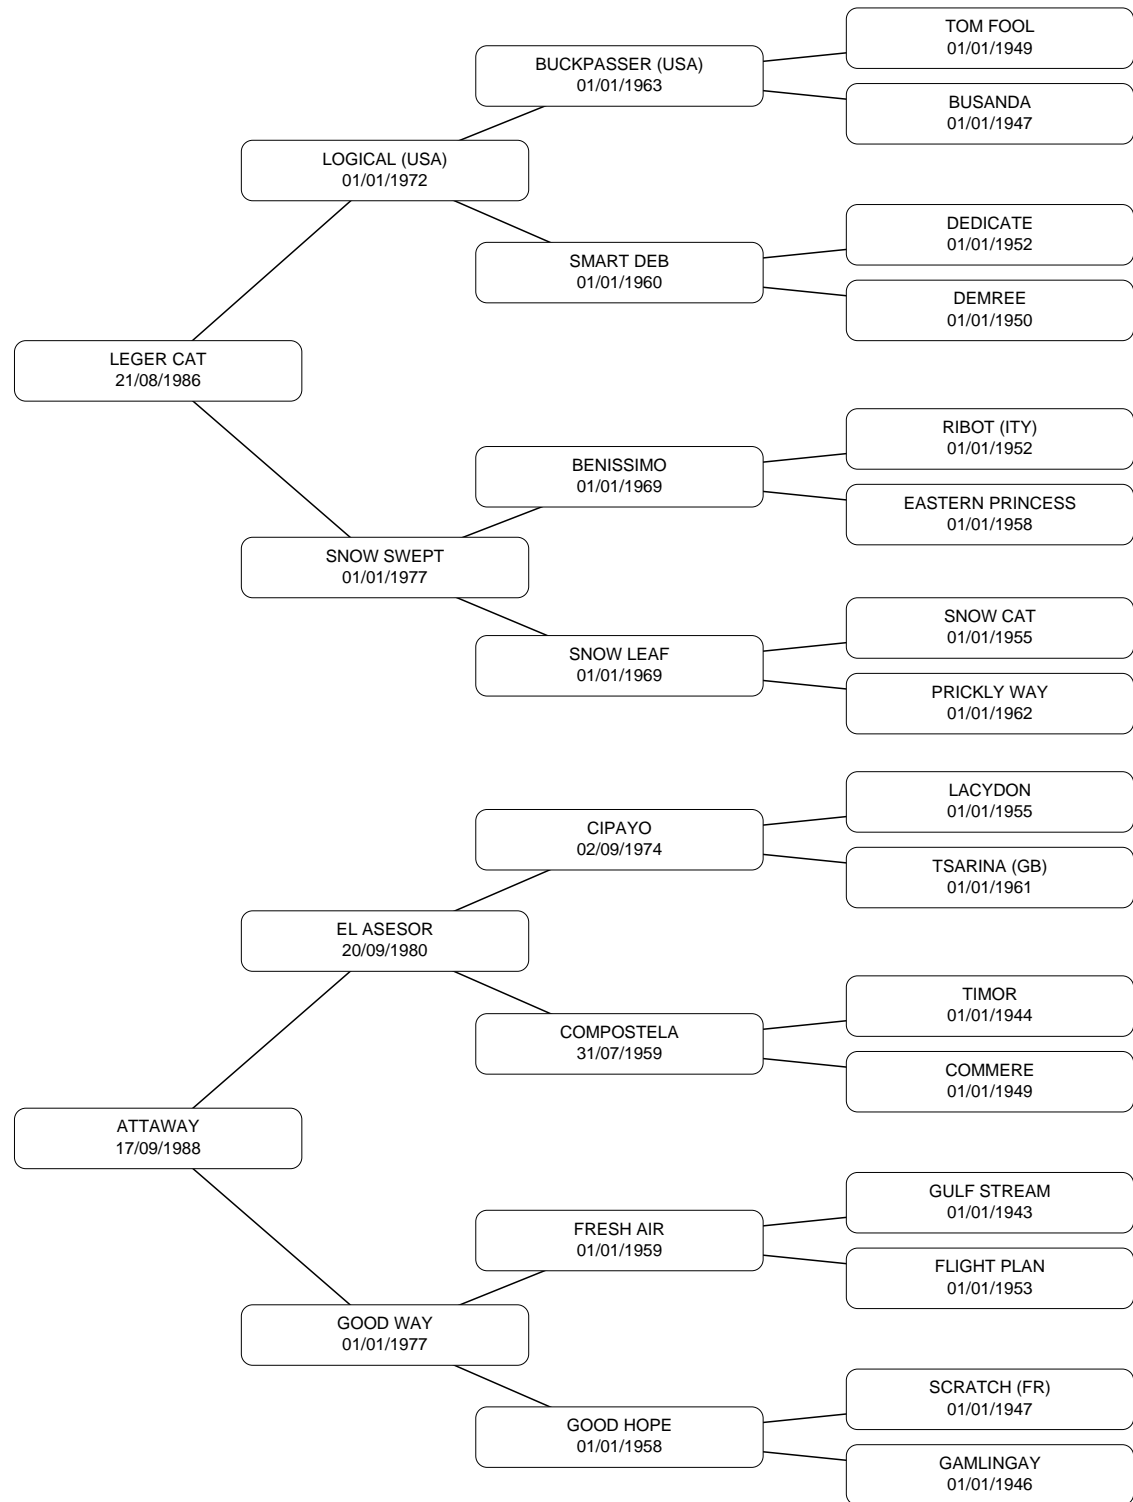 TOM FOOL
01/01/1949
BUCKPASSER (USA)
01/01/1963
BUSANDA
01/01/1947
LOGICAL (USA)
01/01/1972
DEDICATE
01/01/1952
SMART DEB
01/01/1960
DEMREE
01/01/1950
LEGER CAT
21/08/1986
RIBOT (ITY)
01/01/1952
BENISSIMO
01/01/1969
EASTERN PRINCESS
01/01/1958
SNOW SWEPT
01/01/1977
SNOW CAT
01/01/1955
SNOW LEAF
01/01/1969
PRICKLY WAY
01/01/1962
LACYDON
01/01/1955
CIPAYO
02/09/1974
TSARINA (GB)
01/01/1961
EL ASESOR
20/09/1980
TIMOR
01/01/1944
COMPOSTELA
31/07/1959
COMMERE
01/01/1949
ATTAWAY
17/09/1988
GULF STREAM
01/01/1943
FRESH AIR
01/01/1959
FLIGHT PLAN
01/01/1953
GOOD WAY
01/01/1977
SCRATCH (FR)
01/01/1947
GOOD HOPE
01/01/1958
GAMLINGAY
01/01/1946